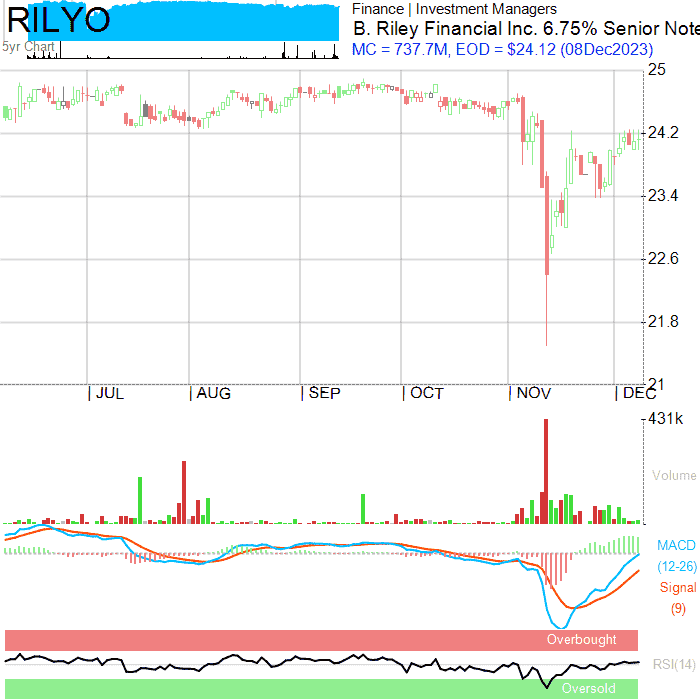 RILYO
Finance | Investment Managers
B. Riley Financial Inc. 6.75% Senior Note
MC = 737.7M, EOD = $24.12 (08Dec2023)
5yr Chart
25
24.2
23.4
22.6
21.8
21
JUL AUG SEP OCT NOV DEC
431k
Volume
MACD
(12-26)
Signal
(9)
Overbought
RSI(14)
Oversold